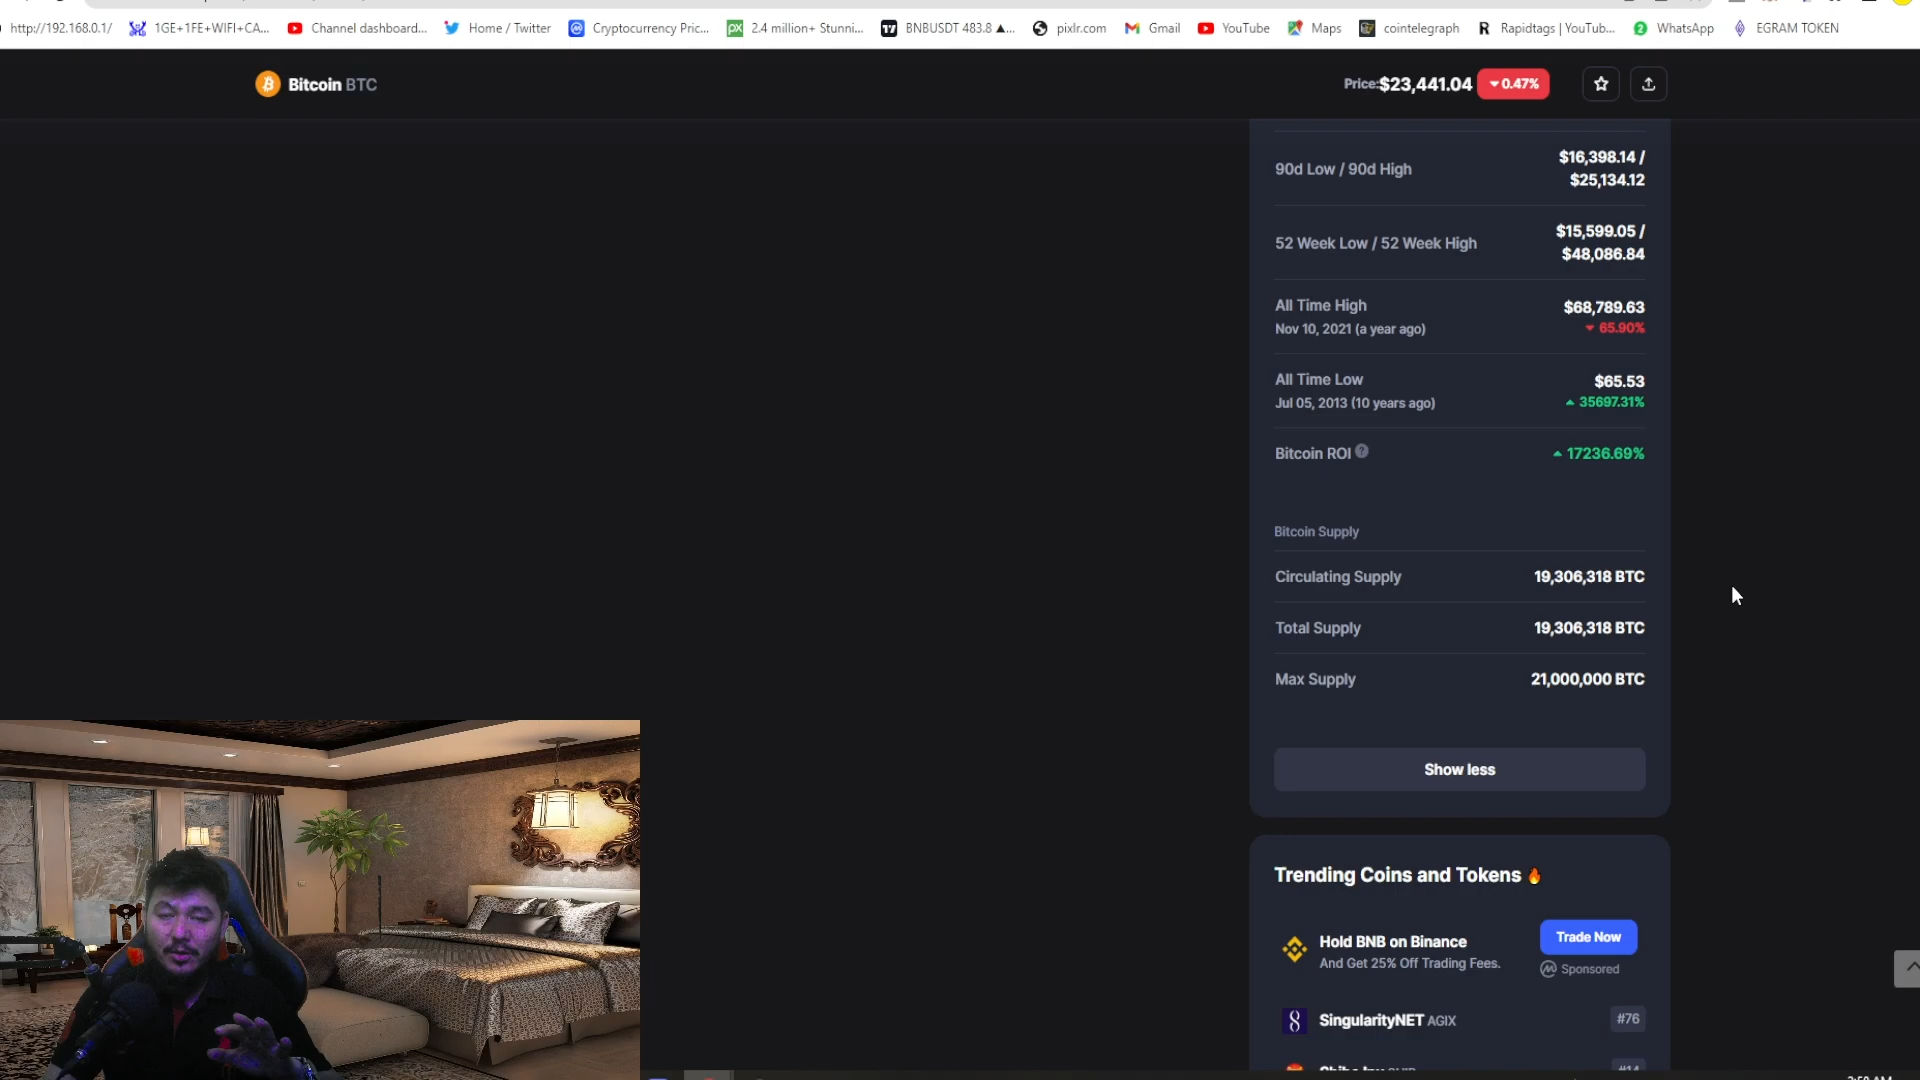 http://192.168.0.1/ 1GE+1FE+WIFI+CA... Channel dashboard... Home / Twitter Cryptocurrency Pric... 2.4 million+ Stunni... BNBUSDT 483.8 ▲... pixlr.com Gmail YouTube Maps cointelegraph Rapidtags | YouTub... WhatsApp EGRAM TOKEN
Bitcoin BTC
Price:$23,441.04 0.47%
90d Low / 90d High
$16,398.14 /
$25,134.12
52 Week Low / 52 Week High
$15,599.05 /
$48,086.84
All Time High
$68,789.63
Nov 10, 2021 (a year ago)
65.90%
All Time Low
$65.53
Jul 05, 2013 (10 years ago)
35697.31%
Bitcoin ROI
17236.69%
Bitcoin Supply
Circulating Supply
19,306,318 BTC
Total Supply
19,306,318 BTC
Max Supply
21,000,000 BTC
Show less
Trending Coins and Tokens
Hold BNB on Binance
And Get 25% Off Trading Fees.
Trade Now
Sponsored
SingularityNET AGIX
#76